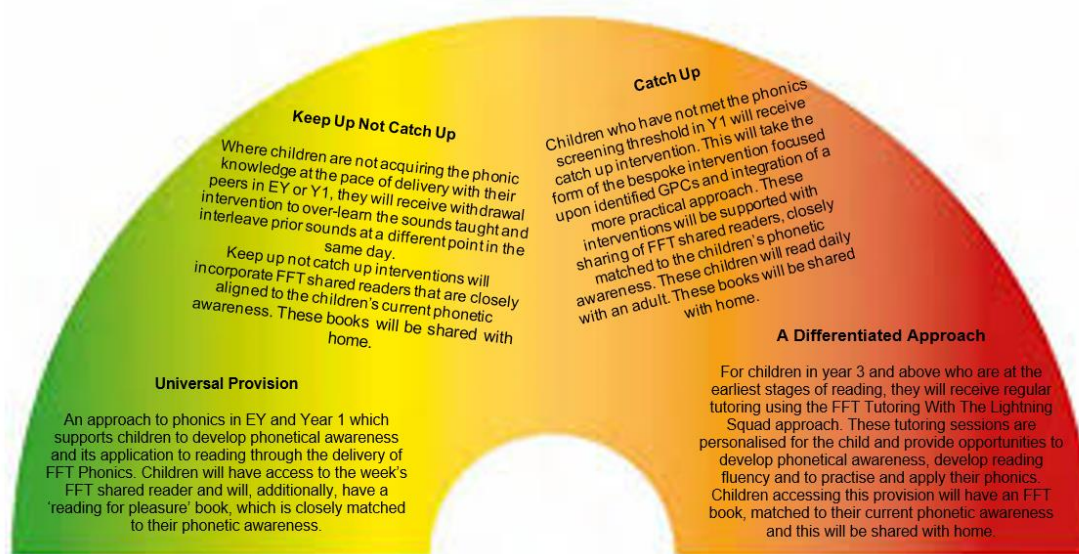 Universal Provision
An approach to phonics in EY and Year 1 which
supports children to develop phonetical awareness
and its application to reading through the delivery of
FFT Phonics. Children will have access to the week's
FFT shared reader and will, additionally, have a
'reading for pleasure' book, which is closely matched
to their phonetic awareness.
Keep Up Not Catch Up
Where children are not acquiring the phonic
knowledge at the pace of delivery with their
peers in EY or Y1, they will receive withdrawal
intervention to over-learn the sounds taught and
interleave prior sounds at a different point in the
same day.
Keep up not catch up interventions will
incorporate FFT shared readers that are closely
aligned to the children's current phonetic
awareness. These books will be shared with
home.
Catch Up
Children who have not met the phonics
screening threshold in Y1 will receive
catch up intervention. This will take the
form of the bespoke intervention focused
upon identified GPCs and integration of a
more practical approach. These
interventions will be supported with
sharing of FFT shared readers, closely
matched to the children's phonetic
awareness. These children will read daily
with an adult. These books will be shared
with home.
A Differentiated Approach
For children in year 3 and above who are at the
earliest stages of reading, they will receive regular
tutoring using the FFT Tutoring With The Lightning
Squad approach. These tutoring sessions are
personalised for the child and provide opportunities to
develop phonetical awareness, develop reading
fluency and to practise and apply their phonics.
Children accessing this provision will have an FFT
book, matched to their current phonetic awareness
and this will be shared with home.